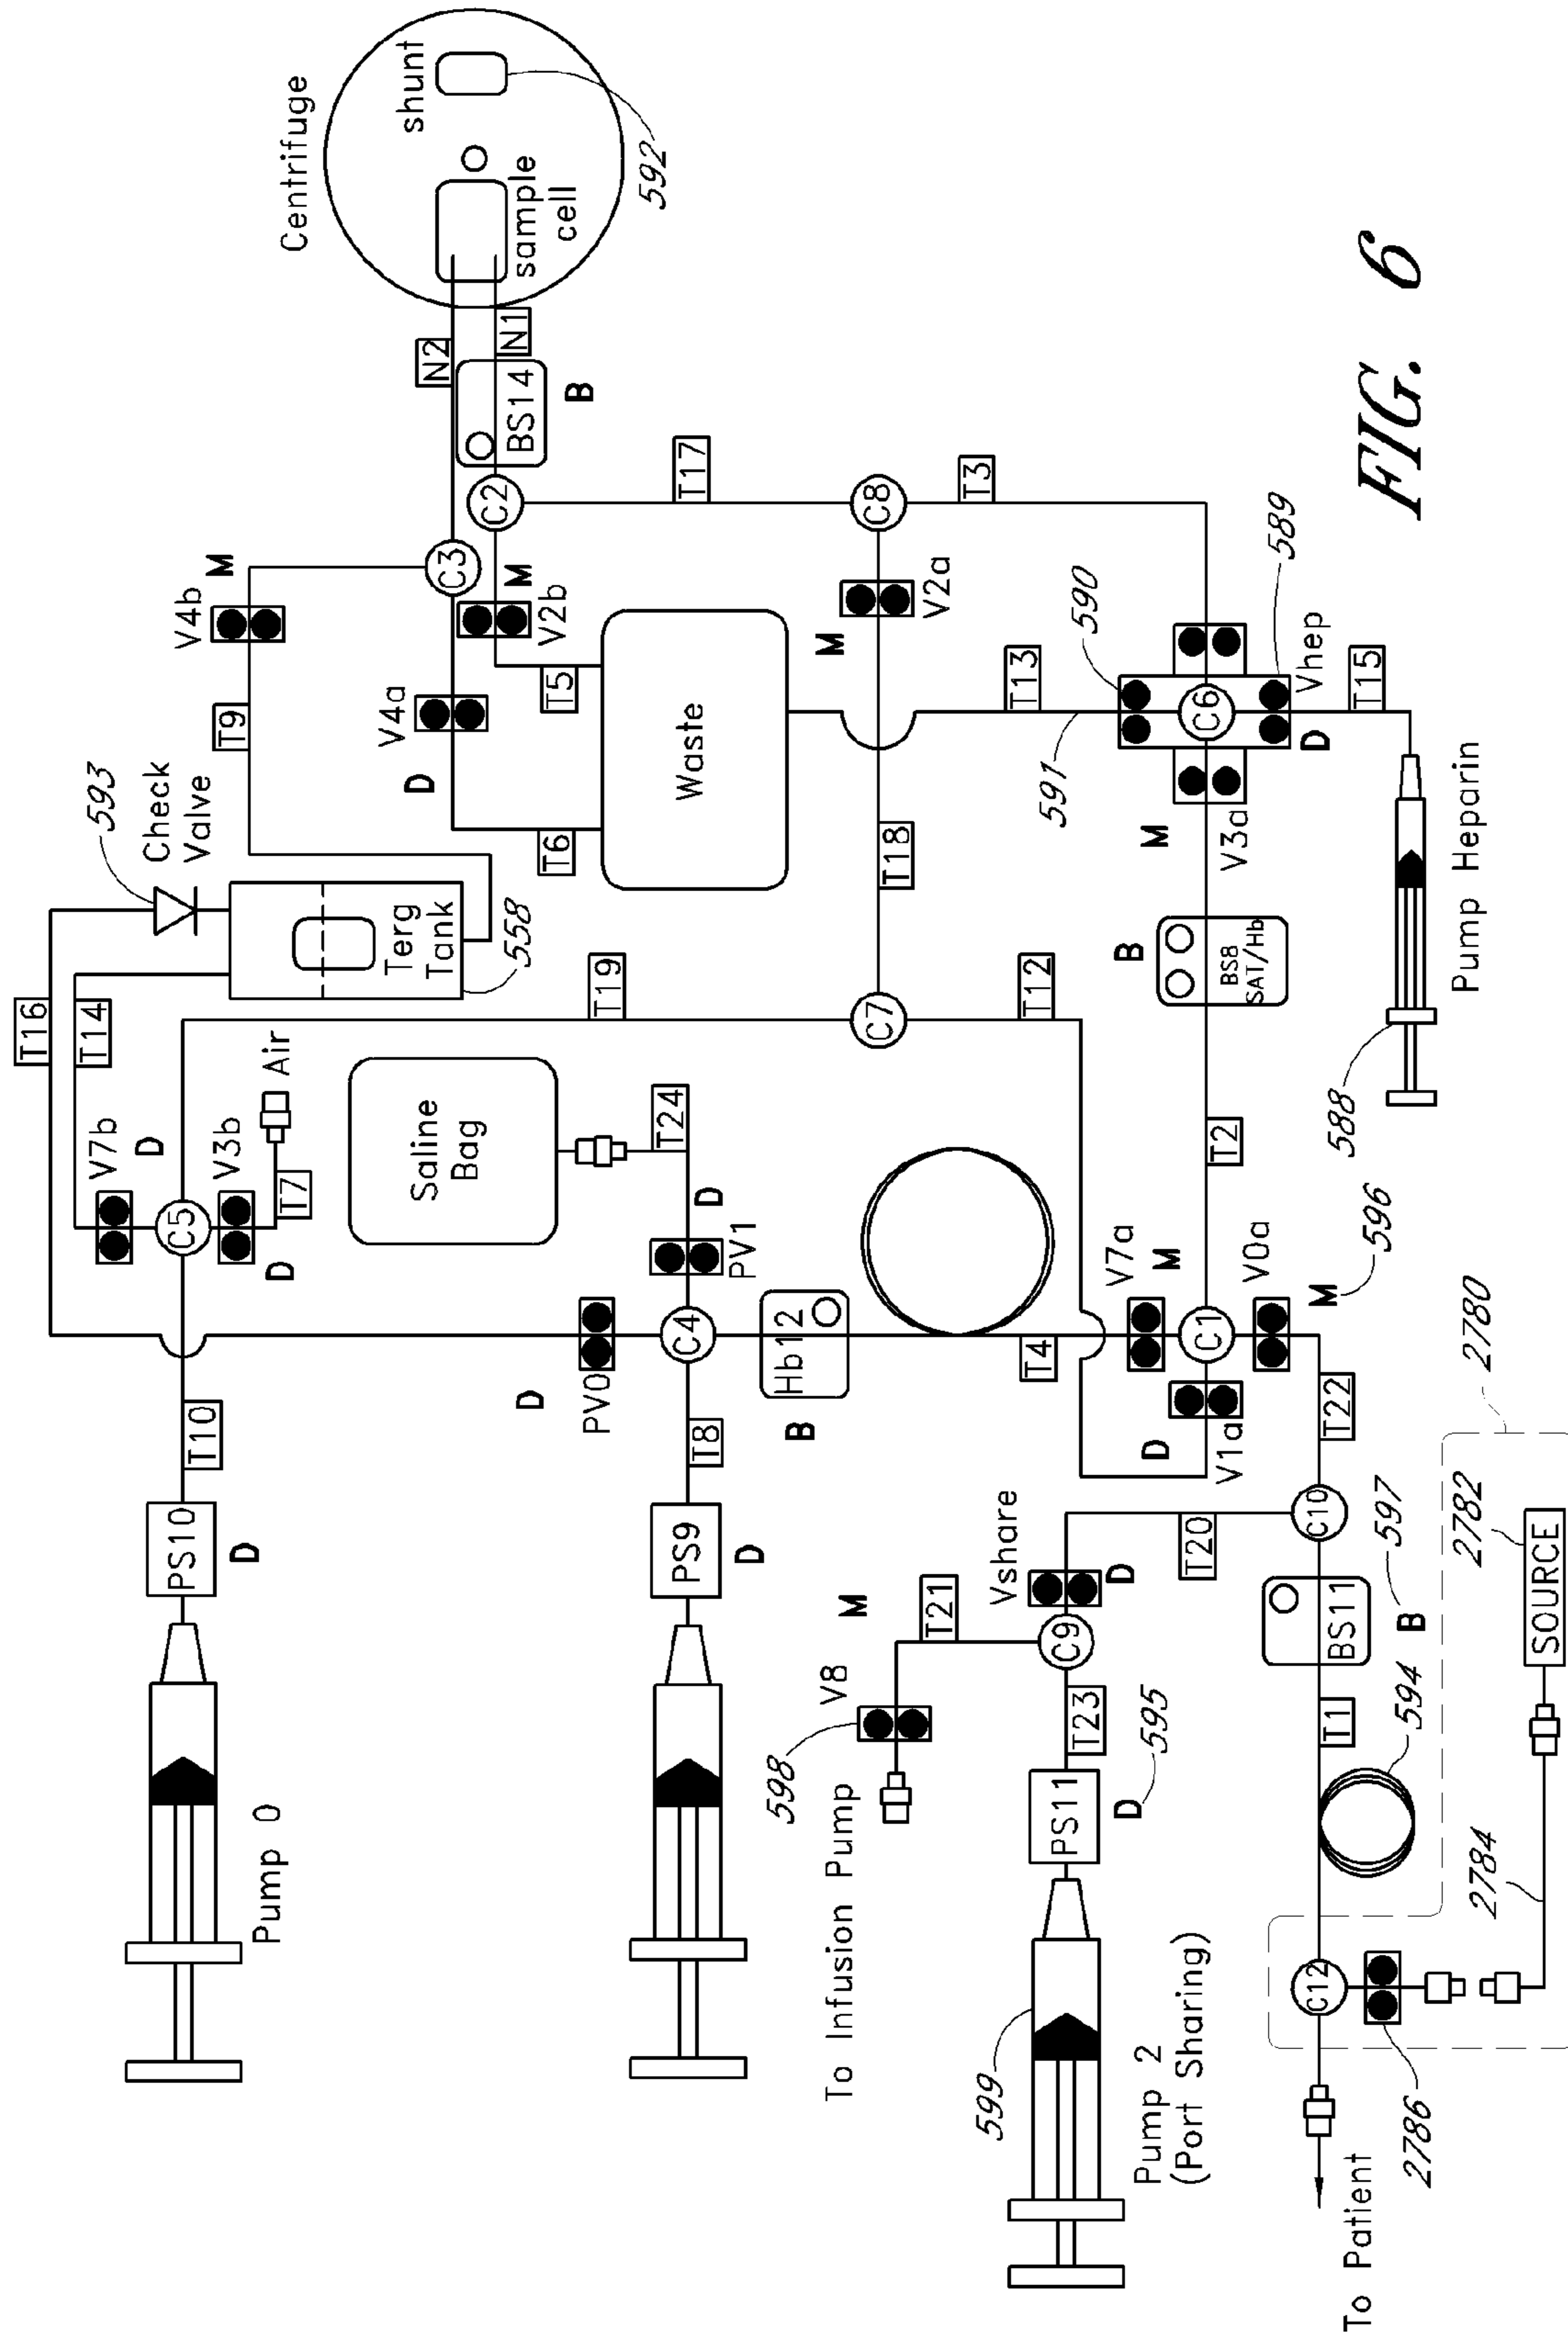 Centrifuge
shunt
sample
cell
592
N2
N1
BS14
B
C2
C3
M
V4b
T9
593
Check
Valve
T16
T14
V7b
D
C5
V3b
D
T7
Air
Terg
Tank
558
T19
V4a
D
T6
V2b
M
T5
Waste
T17
C8
T3
V2a
M
T18
C7
T12
T13
591
590
589
C6
Vhep
D
T15
V3a
M
B
BS8
SAT/Hb
Pump Heparin
588
T2
Saline
Bag
T24
D
PV1
PV0
D
C4
Hb12
B
T4
V7a
M
C1
V0a
M
596
V1a
D
T22
T10
PS10
D
Pump 0
T8
PS9
D
To Infusion Pump
598
V8
M
T21
Vshare
D
C9
T23
T20
C10
PS11
D
595
599
Pump 2
(Port Sharing)
BS11
B
597
T1
594
C12
To Patient
2786
2784
SOURCE
2782
2780
FIG. 6